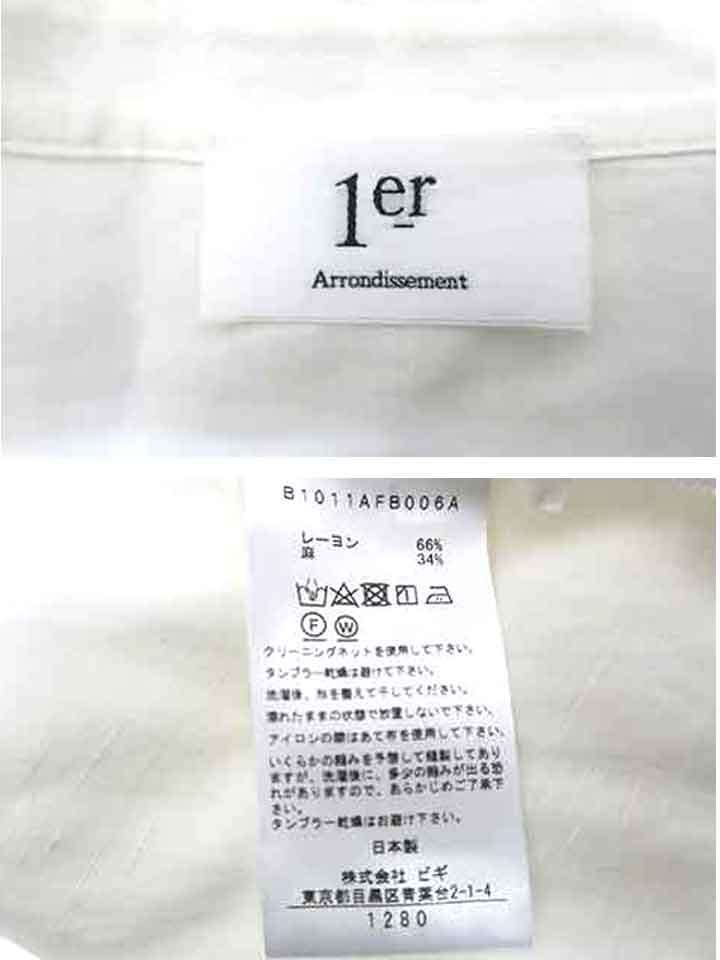 1er
Arrondissement
B1011AFB006A
レーヨン 66%
麻 34%
F W
クリーニングネットを使用して下さい。
タンブラー乾燥は避けて下さい。
洗濯後、形を整えて干してください。
濡れたままの状態で放置しないで下さい。
アイロンの際はあて布を使用して下さい。
いくらかの縮みを予想して縫製してあり
ますが、洗濯後に、多少の縮みが出る恐
れがありますので、あらかじめご了承下
さい。
タンブラー乾燥はお避け下さい。
日本製
株式会社 ビギ
東京都目黒区青葉台2-1-4
1280